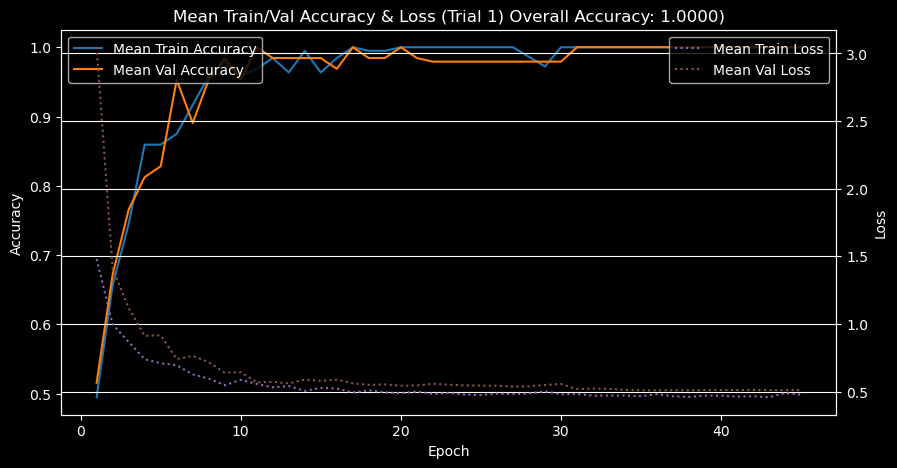 Mean Train/Val Accuracy & Loss (Trial 1) Overall Accuracy: 1.0000)
Mean Train Accuracy
Mean Val Accuracy
Mean Train Loss
Mean Val Loss
Accuracy
1.0
0.9
0.8
0.7
0.6
0.5
3.0
2.5
2.0
1.5
1.0
0.5
Loss
0
10
20
30
40
Epoch